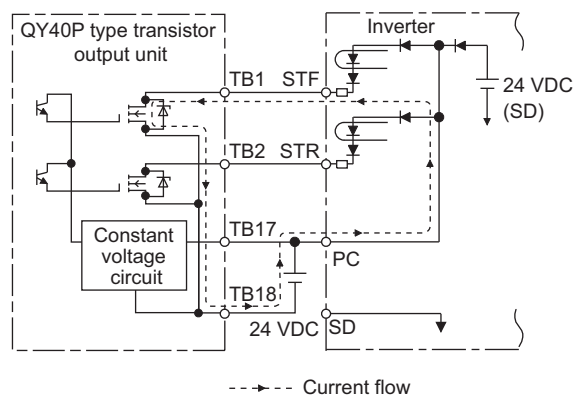 QY40P type transistor
output unit
Inverter
TB1 STF
24 VDC
(SD)
TB2 STR
Constant
voltage
circuit
TB17
PC
TB18
24 VDC
SD
Current flow